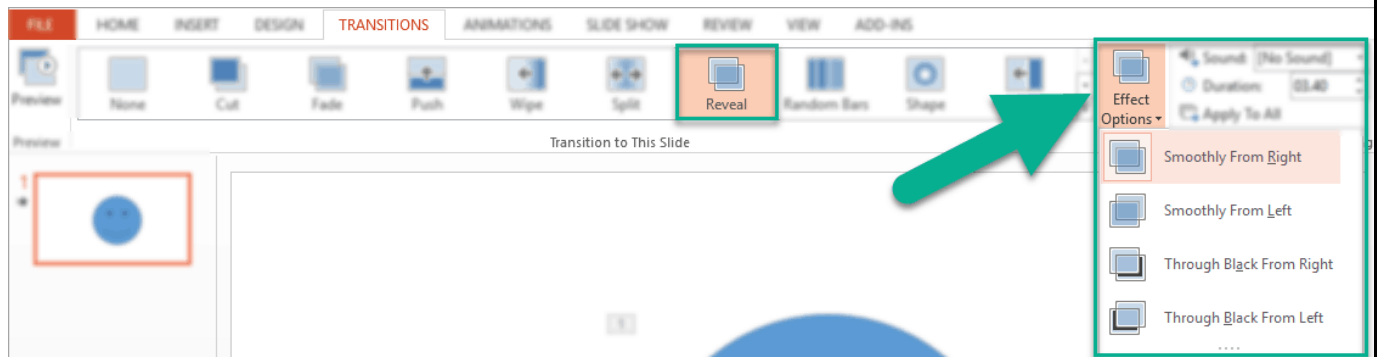 FILE
HOME
INSERT
DESIGN
TRANSITIONS
ANIMATIONS
SLIDE SHOW
REVIEW
VIEW
ADD-INS
Preview
None
Cut
Fade
Push
Wipe
Split
Reveal
Random Bars
Shape
Effect
Options
Sound: [No Sound]
Duration: 03.40
Apply To All
Preview
Transition to This Slide
1
Smoothly From Right
Smoothly From Left
Through Black From Right
Through Black From Left
1